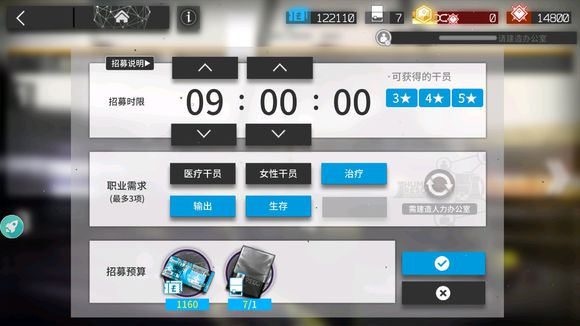 122110
7
0
14800
请建造办公室
招募说明▶
招募时限
09 : 00 : 00
可获得的干员
3★ 4★ 5★
职业需求
(最多3项)
医疗干员 女性干员 治疗
输出 生存
需建造人力办公室
招募预算
1160 7/1